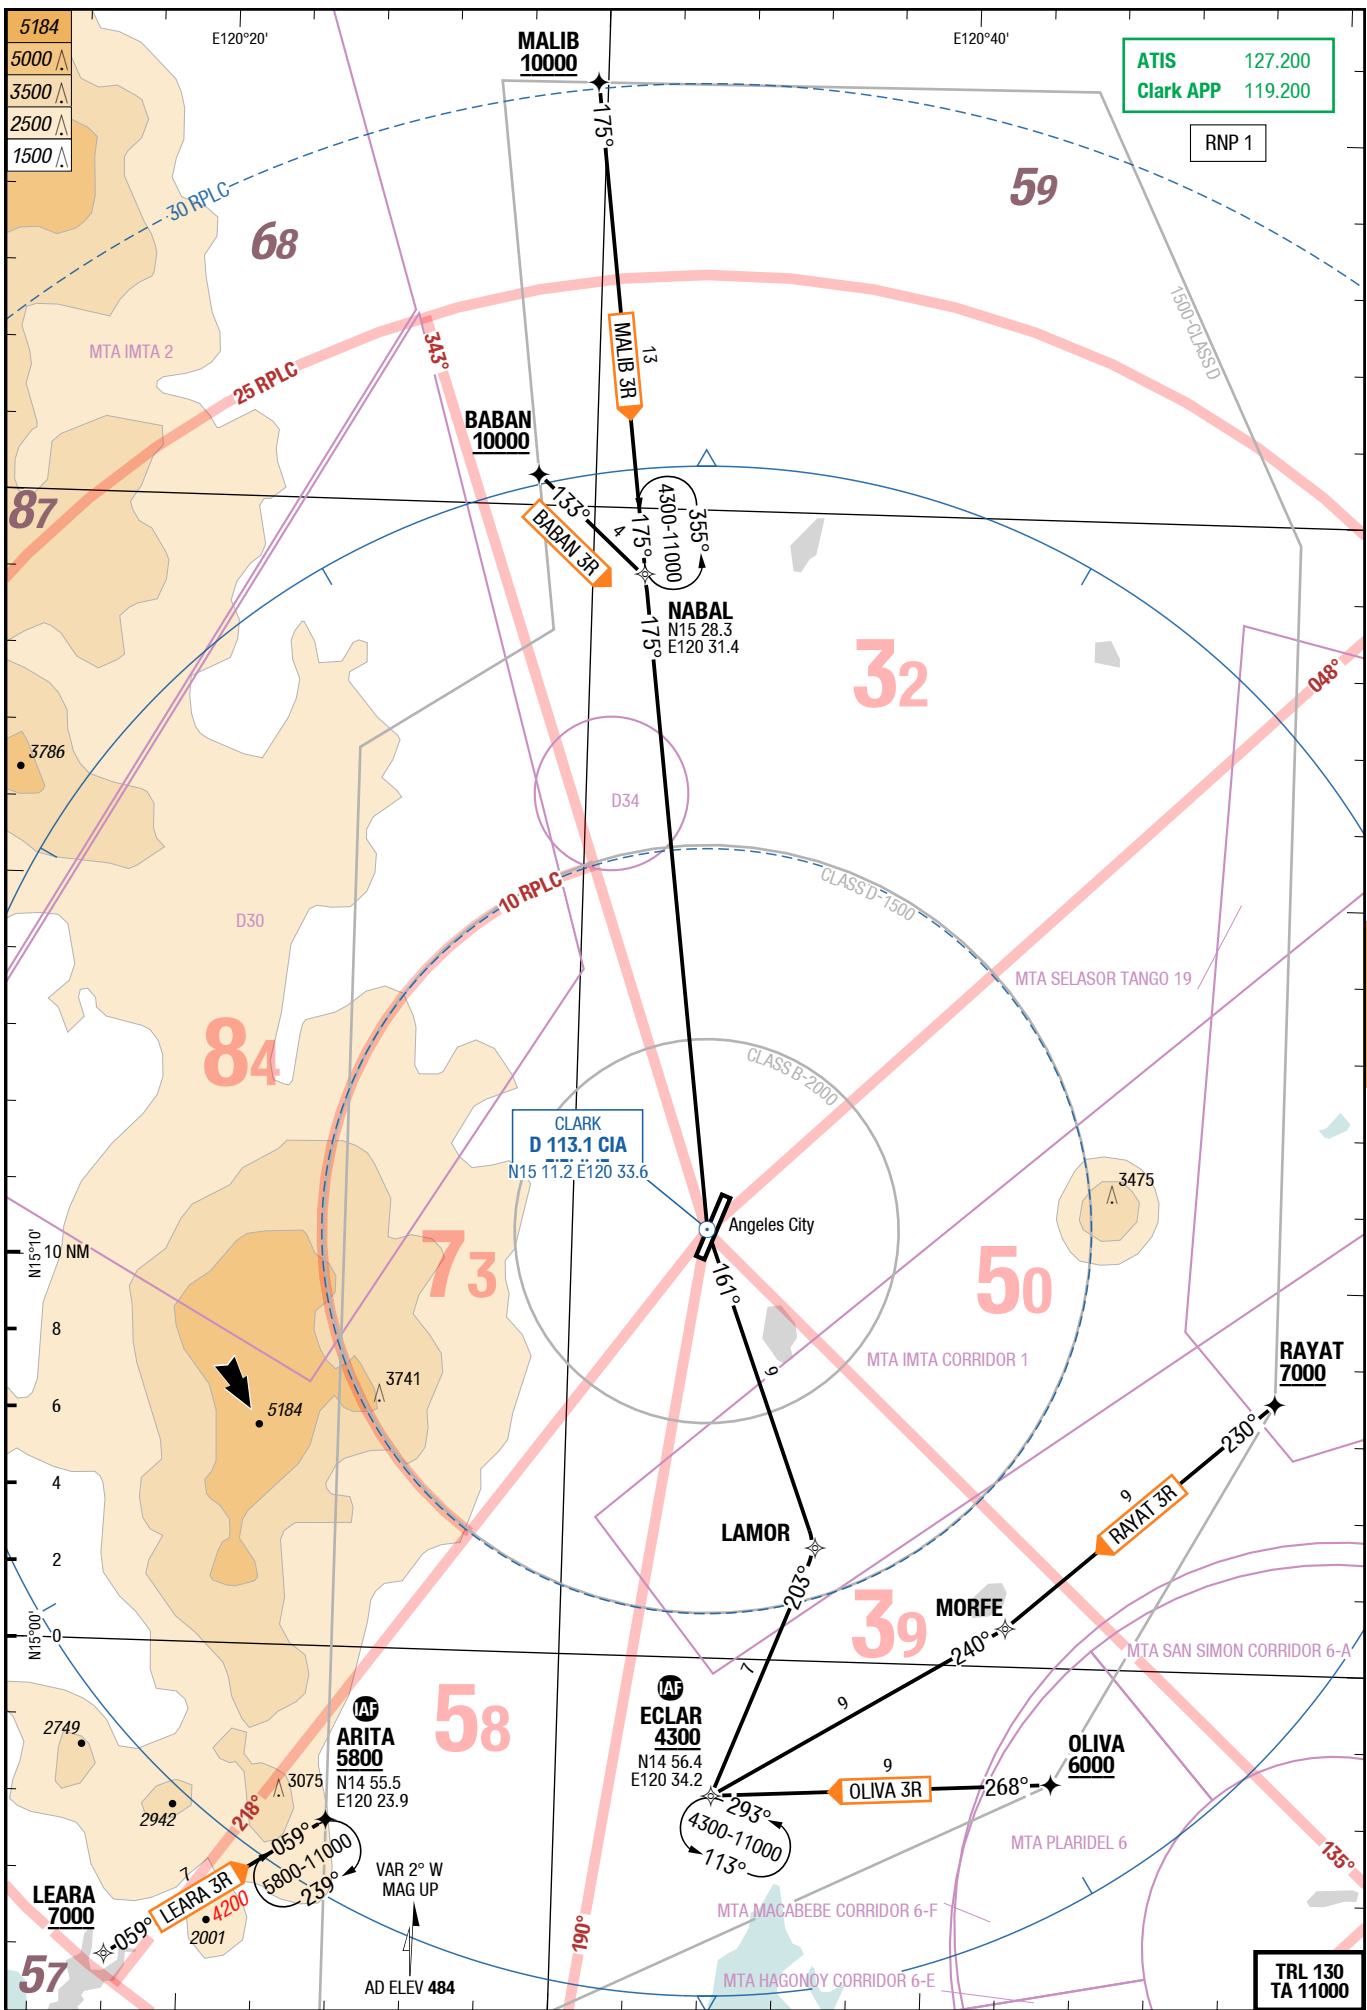 5184
5000
3500
2500
1500
E120°20'
MALIB
10000
E120°40'
ATIS 127.200
Clark APP 119.200
RNP 1
175°
59
30 RPLC
68
1500-CLASS D
MTA IMTA 2
343°
MALIB 3R
13
25 RPLC
BABAN
10000
87
133°
4
BABAN 3R
175°
4300-11000
355°
NABAL
N15 28.3
E120 31.4
175°
32
048°
3786
D34
10 RPLC
CLASS D-1500
D30
MTA SELASOR TANGO 19
84
CLASS B-2000
CLARK
D 113.1 CIA
N15 11.2 E120 33.6
3475
Angeles City
N15°10'
10 NM
73
161°
50
8
MTA IMTA CORRIDOR 1
RAYAT
7000
3741
9
6
5184
230°
4
9
RAYAT 3R
LAMOR
2
203°
MORFE
39
N15°00'
0
240°
MTA SAN SIMON CORRIDOR 6-A
7
IAF
ECLAR
4300
N14 56.4
E120 34.2
9
58
IAF
ARITA
5800
N14 55.5
E120 23.9
2749
OLIVA
6000
9
OLIVA 3R
268°
3075
2942
218°
293°
4300-11000
113°
059°
5800-11000
239°
MTA PLARIDEL 6
135°
VAR 2° W
MAG UP
7
LEARA 3R
4200
LEARA
7000
059°
2001
MTA MACABEBE CORRIDOR 6-F
190°
57
AD ELEV 484
MTA HAGONOY CORRIDOR 6-E
TRL 130
TA 11000